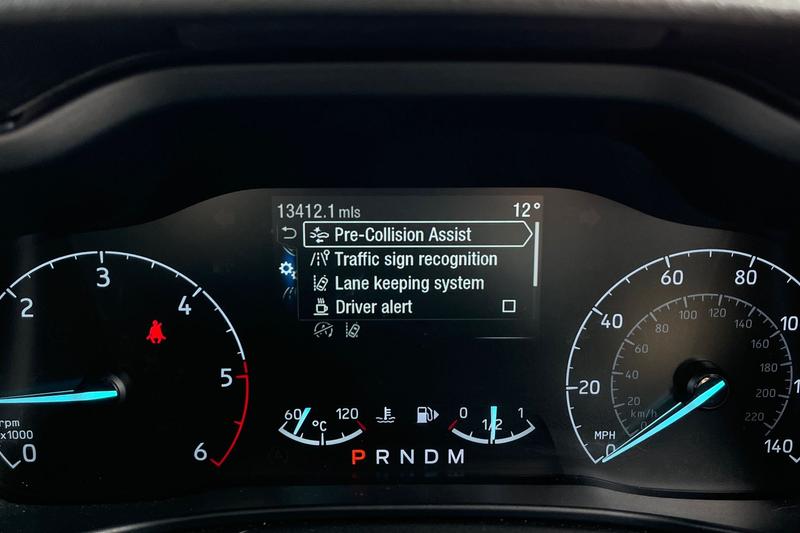 13412.1 mls 12°
Pre-Collision Assist
Traffic sign recognition
Lane keeping system
Driver alert
0 2 3 4 5 6
rpm
x1000
60 °C 120
0 1/2 1
P R N D M
0 20 40 60 80 140
MPH
20 40 60 80 100 120 140 160 200 220
km/h